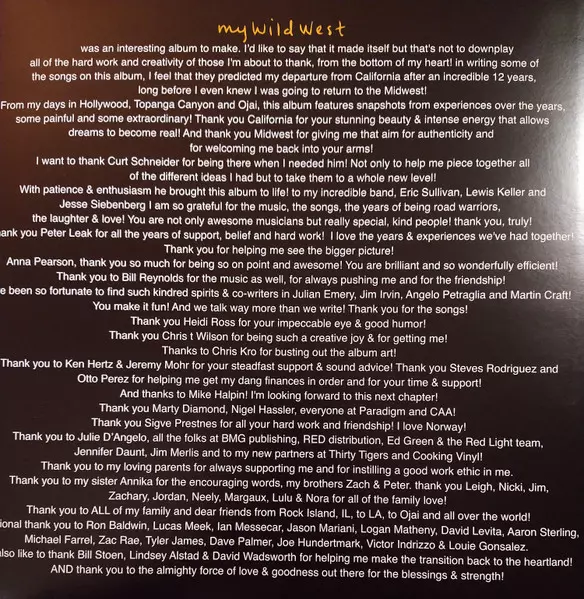 my wild west
was an interesting album to make. I'd like to say that it made itself but that's not to downplay
all of the hard work and creativity of those I'm about to thank, from the bottom of my heart! in writing some of
the songs on this album, I feel that they predicted my departure from California after an incredible 12 years,
long before I even knew I was going to return to the Midwest!
From my days in Hollywood, Topanga Canyon and Ojai, this album features snapshots from experiences over the years,
some painful and some extraordinary! Thank you California for your stunning beauty & intense energy that allows
dreams to become real! And thank you Midwest for giving me that aim for authenticity and
for welcoming me back into your arms!
I want to thank Curt Schneider for being there when I needed him! Not only to help me piece together all
of the different ideas I had but to take them to a whole new level!
With patience & enthusiasm he brought this album to life! to my incredible band, Eric Sullivan, Lewis Keller and
Jesse Siebenberg I am so grateful for the music, the songs, the years of being road warriors,
the laughter & love! You are not only awesome musicians but really special, kind people! thank you, truly!
ank you Peter Leak for all the years of support, belief and hard work! I love the years & experiences we've had together!
Thank you for helping me see the bigger picture!
Anna Pearson, thank you so much for being so on point and awesome! You are brilliant and so wonderfully efficient!
Thank you to Bill Reynolds for the music as well, for always pushing me and for the friendship!
e been so fortunate to find such kindred spirits & co-writers in Julian Emery, Jim Irvin, Angelo Petraglia and Martin Craft!
You make it fun! And we talk way more than we write! Thank you for the songs!
Thank you Heidi Ross for your impeccable eye & good humor!
Thank you Chris t Wilson for being such a creative joy & for getting me!
Thanks to Chris Kro for busting out the album art!
Thank you to Ken Hertz & Jeremy Mohr for your steadfast support & sound advice! Thank you Steves Rodriguez and
Otto Perez for helping me get my dang finances in order and for your time & support!
And thanks to Mike Halpin! I'm looking forward to this next chapter!
Thank you Marty Diamond, Nigel Hassler, everyone at Paradigm and CAA!
Thank you Sigve Prestnes for all your hard work and friendship! I love Norway!
Thank you to Julie D'Angelo, all the folks at BMG publishing, RED distribution, Ed Green & the Red Light team,
Jennifer Daunt, Jim Merlis and to my new partners at Thirty Tigers and Cooking Vinyl!
Thank you to my loving parents for always supporting me and for instilling a good work ethic in me.
Thank you to my sister Annika for the encouraging words, my brothers Zach & Peter. thank you Leigh, Nicki, Jim,
Zachary, Jordan, Neely, Margaux, Lulu & Nora for all of the family love!
Thank you to ALL of my family and dear friends from Rock Island, IL, to LA, to Ojai and all over the world!
ional thank you to Ron Baldwin, Lucas Meek, Ian Messecar, Jason Mariani, Logan Matheny, David Levita, Aaron Sterling,
Michael Farrel, Zac Rae, Tyler James, Dave Palmer, Joe Hundertmark, Victor Indrizzo & Louie Gonsalez.
also like to thank Bill Stoen, Lindsey Alstad & David Wadsworth for helping me make the transition back to the heartland!
AND thank you to the almighty force of love & goodness out there for the blessings & strength!